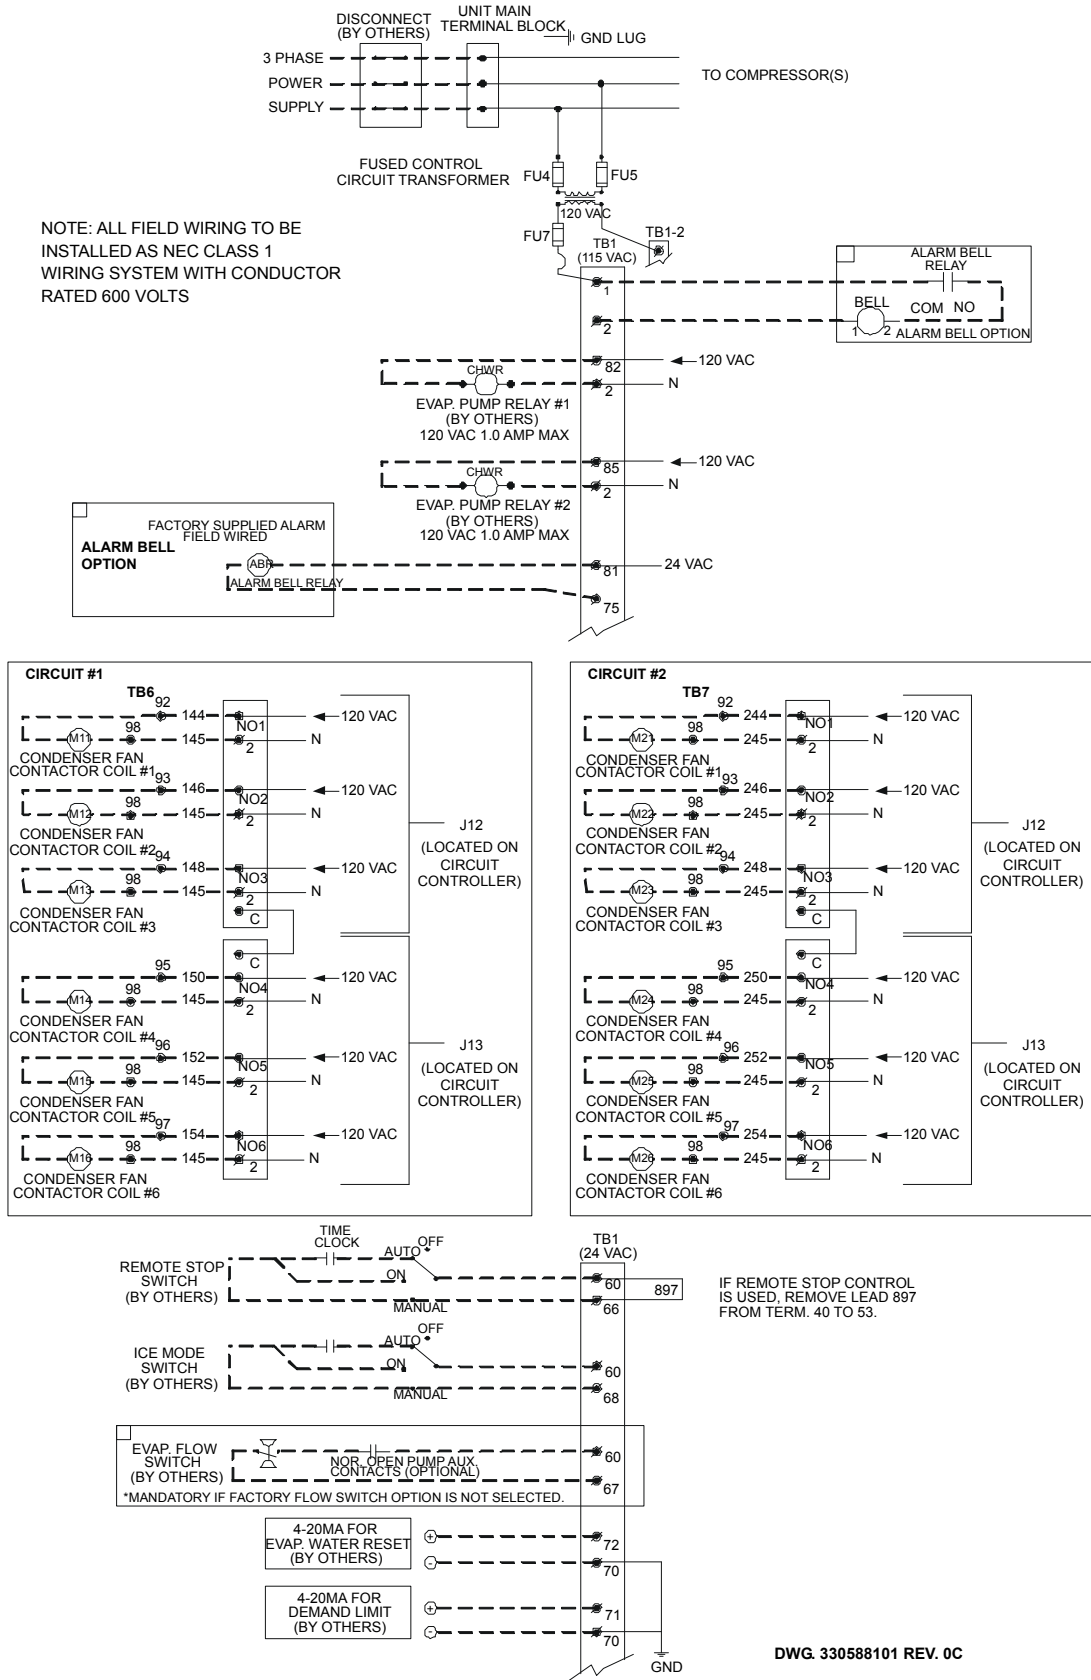 DISCONNECT
(BY OTHERS)
UNIT MAIN
TERMINAL BLOCK
GND LUG
3 PHASE
POWER
SUPPLY
TO COMPRESSOR(S)
FUSED CONTROL
CIRCUIT TRANSFORMER
FU4
FU5
120 VAC
FU7
TB1-2
TB1
(115 VAC)
NOTE: ALL FIELD WIRING TO BE
INSTALLED AS NEC CLASS 1
WIRING SYSTEM WITH CONDUCTOR
RATED 600 VOLTS
ALARM BELL
RELAY
BELL
COM NO
1 2
ALARM BELL OPTION
1
2
82
120 VAC
CHWR
2
N
EVAP. PUMP RELAY #1
(BY OTHERS)
120 VAC 1.0 AMP MAX
85
120 VAC
CHWR
2
N
EVAP. PUMP RELAY #2
(BY OTHERS)
120 VAC 1.0 AMP MAX
FACTORY SUPPLIED ALARM
FIELD WIRED
ALARM BELL
OPTION
ABR
ALARM BELL RELAY
81
24 VAC
75
CIRCUIT #1
TB6
92
144
NO1
120 VAC
M11
98
145
2
N
CONDENSER FAN
CONTACTOR COIL #1
93
146
NO2
120 VAC
M12
98
145
2
N
CONDENSER FAN
CONTACTOR COIL #2
94
148
NO3
120 VAC
M13
98
145
2
N
CONDENSER FAN
CONTACTOR COIL #3
C
J12
(LOCATED ON
CIRCUIT
CONTROLLER)
C
95
150
NO4
120 VAC
M14
98
145
2
N
CONDENSER FAN
CONTACTOR COIL #4
96
152
NO5
120 VAC
M15
98
145
2
N
CONDENSER FAN
CONTACTOR COIL #5
97
154
NO6
120 VAC
M16
98
145
2
N
CONDENSER FAN
CONTACTOR COIL #6
J13
(LOCATED ON
CIRCUIT
CONTROLLER)
CIRCUIT #2
TB7
92
244
NO1
120 VAC
M21
98
245
2
N
CONDENSER FAN
CONTACTOR COIL #1
93
246
NO2
120 VAC
M22
98
245
2
N
CONDENSER FAN
CONTACTOR COIL #2
94
248
NO3
120 VAC
M23
98
245
2
N
CONDENSER FAN
CONTACTOR COIL #3
C
J12
(LOCATED ON
CIRCUIT
CONTROLLER)
C
95
250
NO4
120 VAC
M24
98
245
2
N
CONDENSER FAN
CONTACTOR COIL #4
96
252
NO5
120 VAC
M25
98
245
2
N
CONDENSER FAN
CONTACTOR COIL #5
97
254
NO6
120 VAC
M26
98
245
2
N
CONDENSER FAN
CONTACTOR COIL #6
J13
(LOCATED ON
CIRCUIT
CONTROLLER)
TIME
CLOCK
OFF
AUTO
ON
MANUAL
REMOTE STOP
SWITCH
(BY OTHERS)
TB1
(24 VAC)
60
897
66
IF REMOTE STOP CONTROL
IS USED, REMOVE LEAD 897
FROM TERM. 40 TO 53.
OFF
AUTO
ON
MANUAL
ICE MODE
SWITCH
(BY OTHERS)
60
68
EVAP. FLOW
SWITCH
(BY OTHERS)
NOR. OPEN PUMP AUX.
CONTACTS (OPTIONAL)
60
67
*MANDATORY IF FACTORY FLOW SWITCH OPTION IS NOT SELECTED.
4-20MA FOR
EVAP. WATER RESET
(BY OTHERS)
+
-
72
70
4-20MA FOR
DEMAND LIMIT
(BY OTHERS)
+
-
71
70
GND
DWG. 330588101 REV. 0C